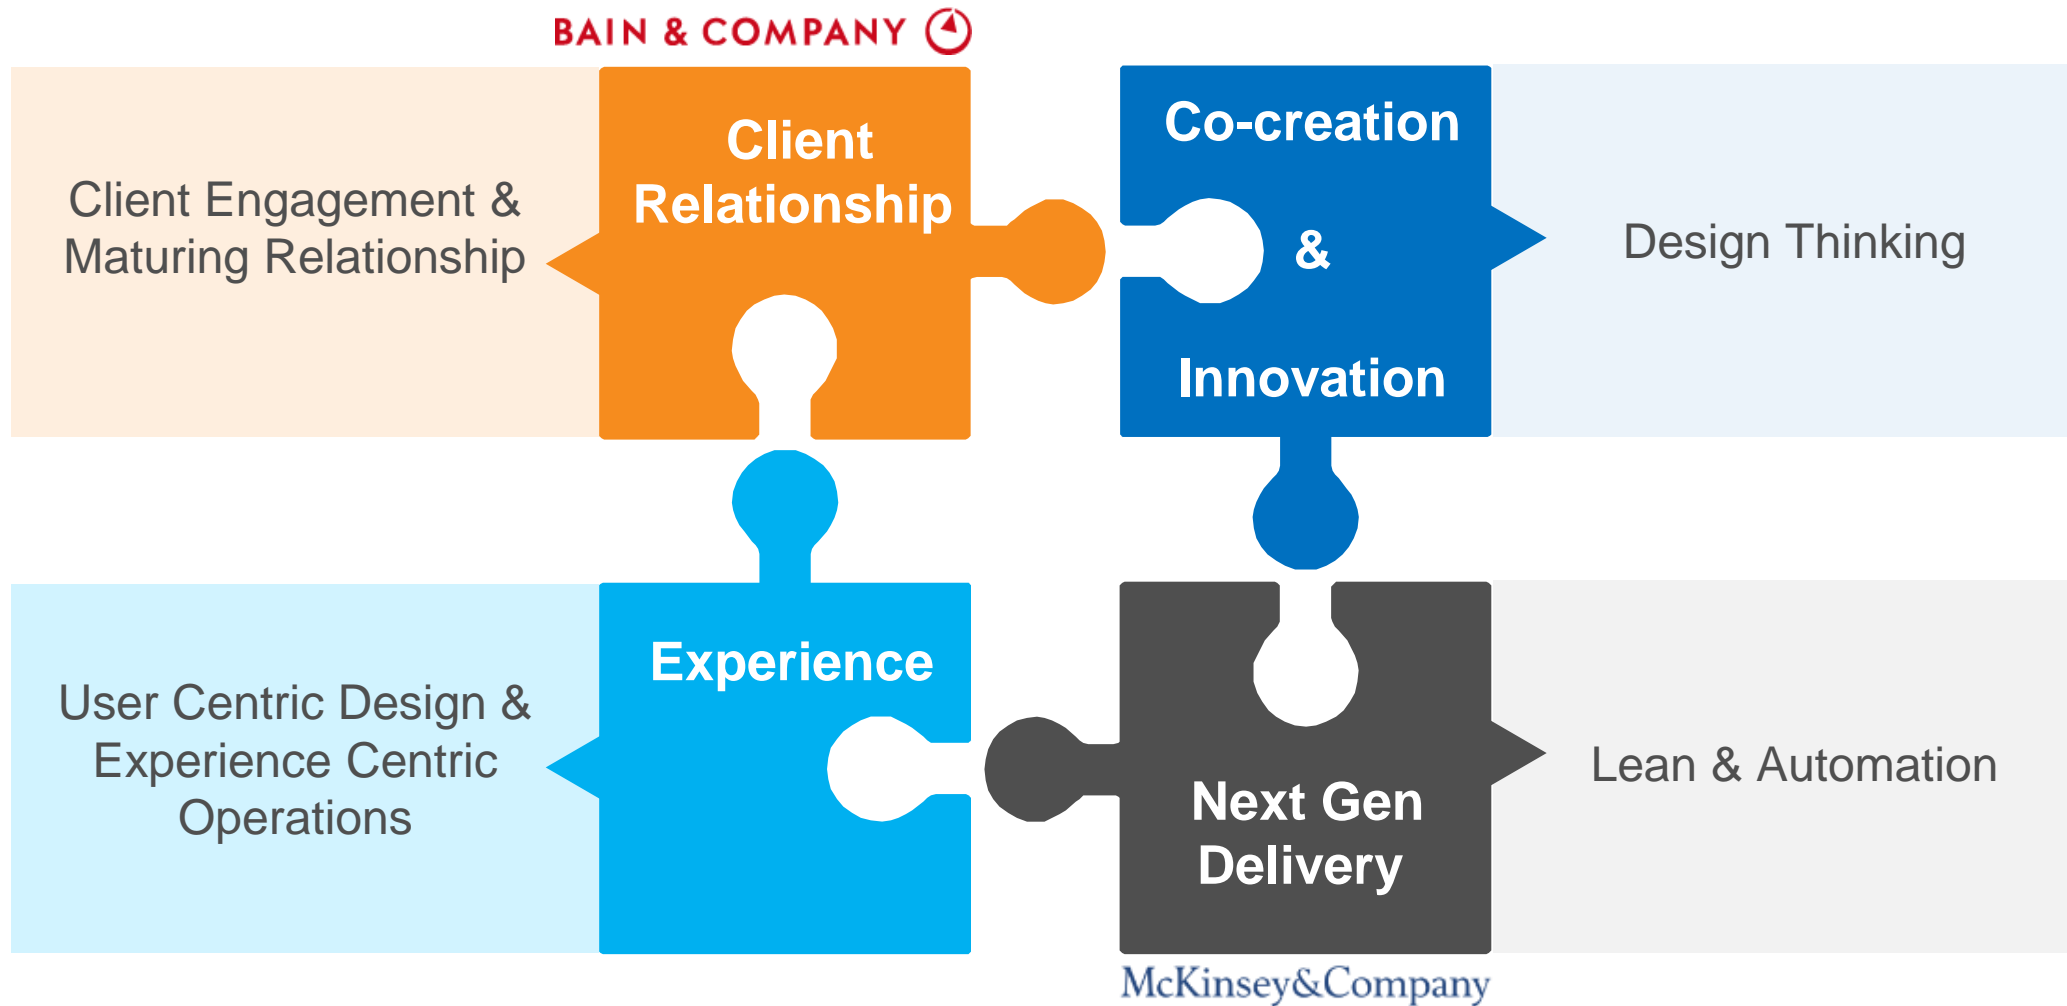 BAIN & COMPANY
Client Engagement &
Maturing Relationship
Client
Relationship
Co-creation
&
Innovation
Design Thinking
User Centric Design &
Experience Centric
Operations
Experience
Next Gen
Delivery
Lean & Automation
McKinsey&Company